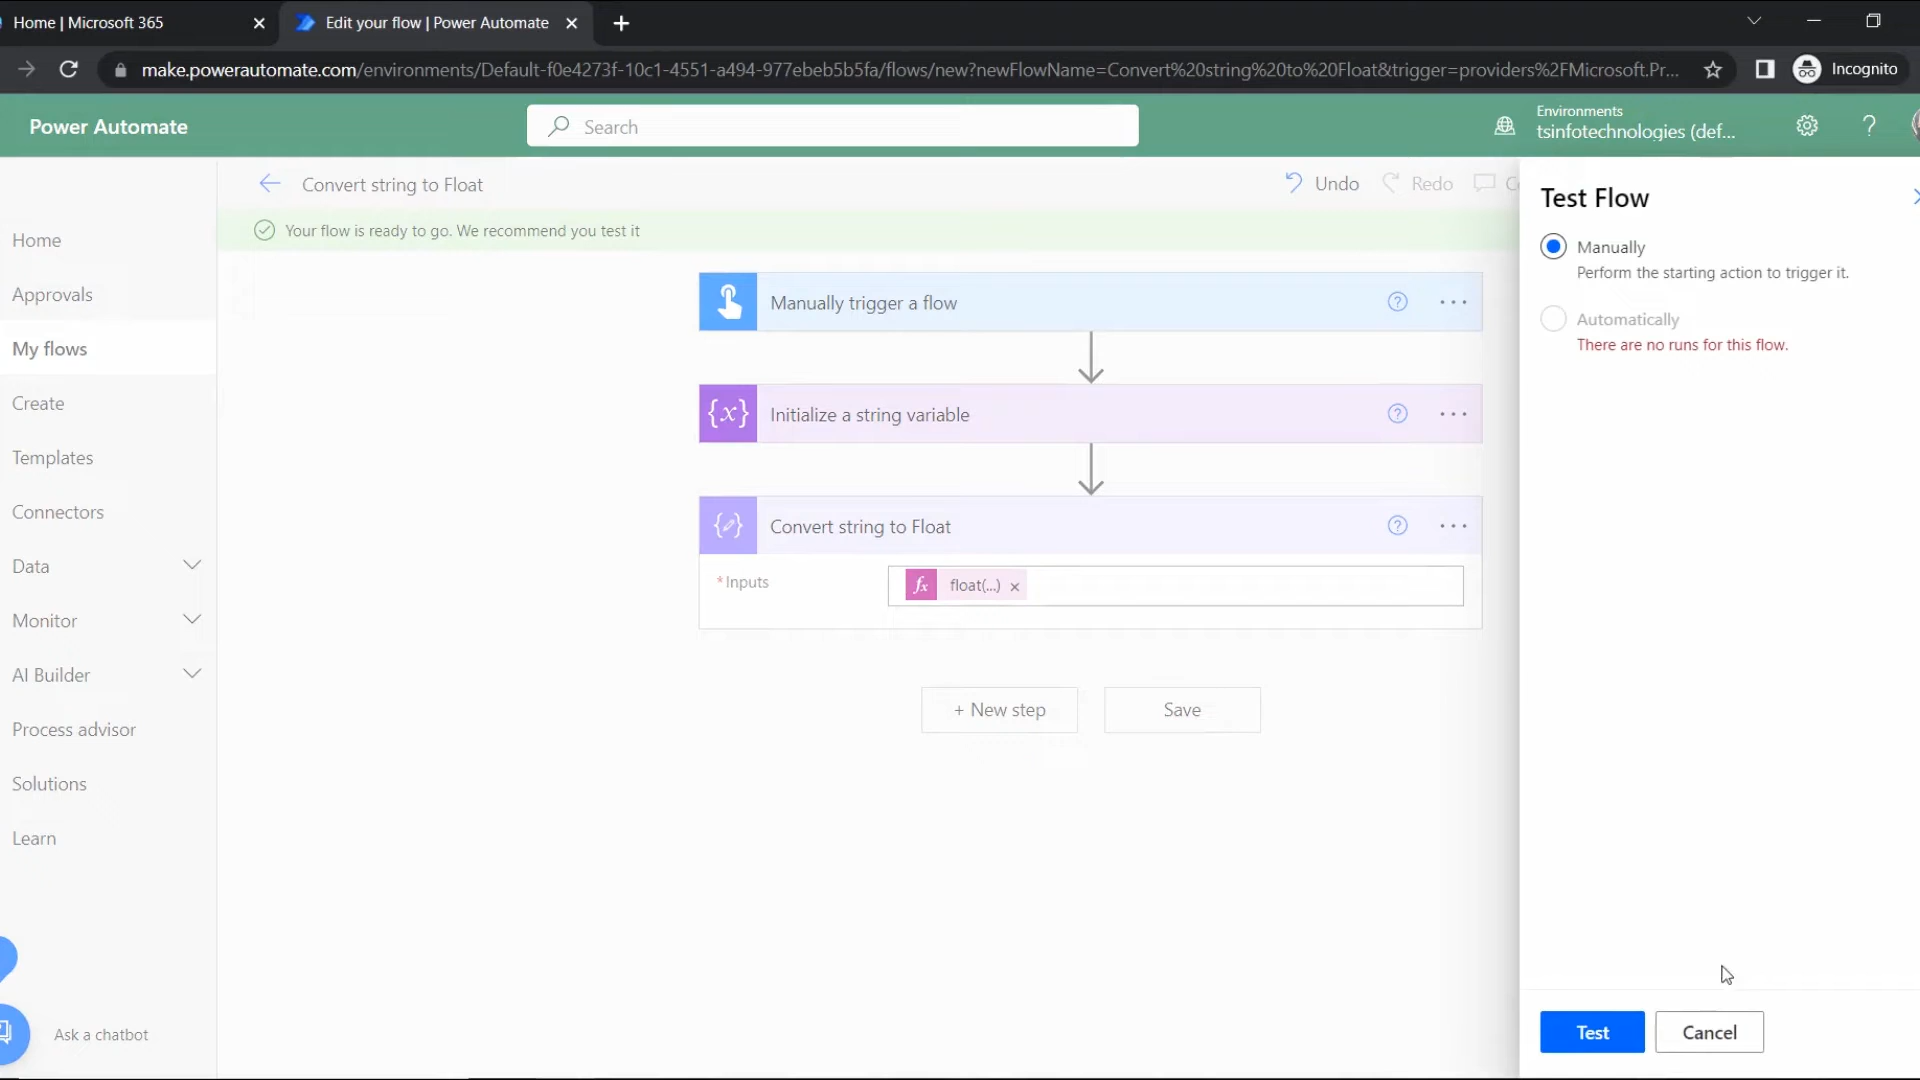 Home | Microsoft 365
Edit your flow | Power Automate
make.powerautomate.com/environments/Default-f0e4273f-10c1-4551-a494-977ebeb5b5fa/flows/new?newFlowName=Convert%20string%20to%20Float&trigger=providers%2FMicrosoft.Pr...
Incognito
Power Automate
Search
Environments
tsinfotechnologies (def...
Convert string to Float
Undo
Redo
Your flow is ready to go. We recommend you test it
Home
Approvals
My flows
Create
Templates
Connectors
Data
Monitor
AI Builder
Process advisor
Solutions
Learn
Ask a chatbot
Manually trigger a flow
{x}
Initialize a string variable
Convert string to Float
* Inputs
fx float(...)
+ New step
Save
Test Flow
Manually
Perform the starting action to trigger it.
Automatically
There are no runs for this flow.
Test
Cancel